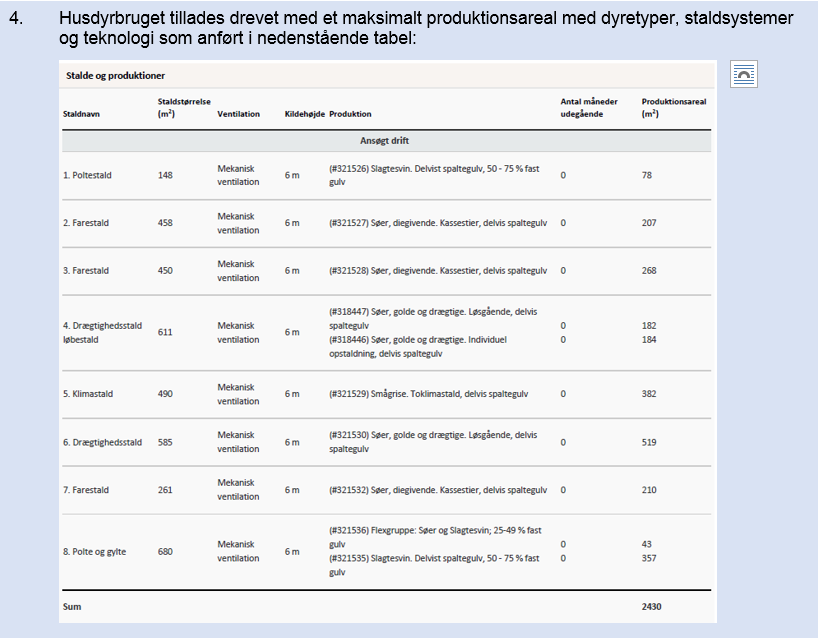 4. Husdyrbruget tillades drevet med et maksimalt produktionsareal med dyretyper, staldsystemer
og teknologi som anført i nedenstående tabel:
Stalde og produktioner
Staldnavn Staldstørrelse (m²) Ventilation Kildehøjde Produktion Antal måneder udegående Produktionsareal (m²)
Ansøgt drift
1. Poltestald 148 Mekanisk ventilation 6 m (#321526) Slagtesvin. Delvist spaltegulv, 50 - 75 % fast gulv 0 78
2. Farestald 458 Mekanisk ventilation 6 m (#321527) Søer, diegivende. Kassestier, delvis spaltegulv 0 207
3. Farestald 450 Mekanisk ventilation 6 m (#321528) Søer, diegivende. Kassestier, delvis spaltegulv 0 268
4. Drægtighedsstald løbestald 611 Mekanisk ventilation 6 m (#318447) Søer, golde og drægtige. Løsgående, delvis spaltegulv 0 182
(#318446) Søer, golde og drægtige. Individuel opstaldning, delvis spaltegulv 0 184
5. Klimastald 490 Mekanisk ventilation 6 m (#321529) Smågrise. Toklimastald, delvis spaltegulv 0 382
6. Drægtighedsstald 585 Mekanisk ventilation 6 m (#321530) Søer, golde og drægtige. Løsgående, delvis spaltegulv 0 519
7. Farestald 261 Mekanisk ventilation 6 m (#321532) Søer, diegivende. Kassestier, delvis spaltegulv 0 210
8. Polte og gylte 680 Mekanisk ventilation 6 m (#321536) Flexgruppe: Søer og Slagtesvin; 25-49 % fast gulv 0 43
(#321535) Slagtesvin. Delvist spaltegulv, 50 - 75 % fast gulv 0 357
Sum 2430